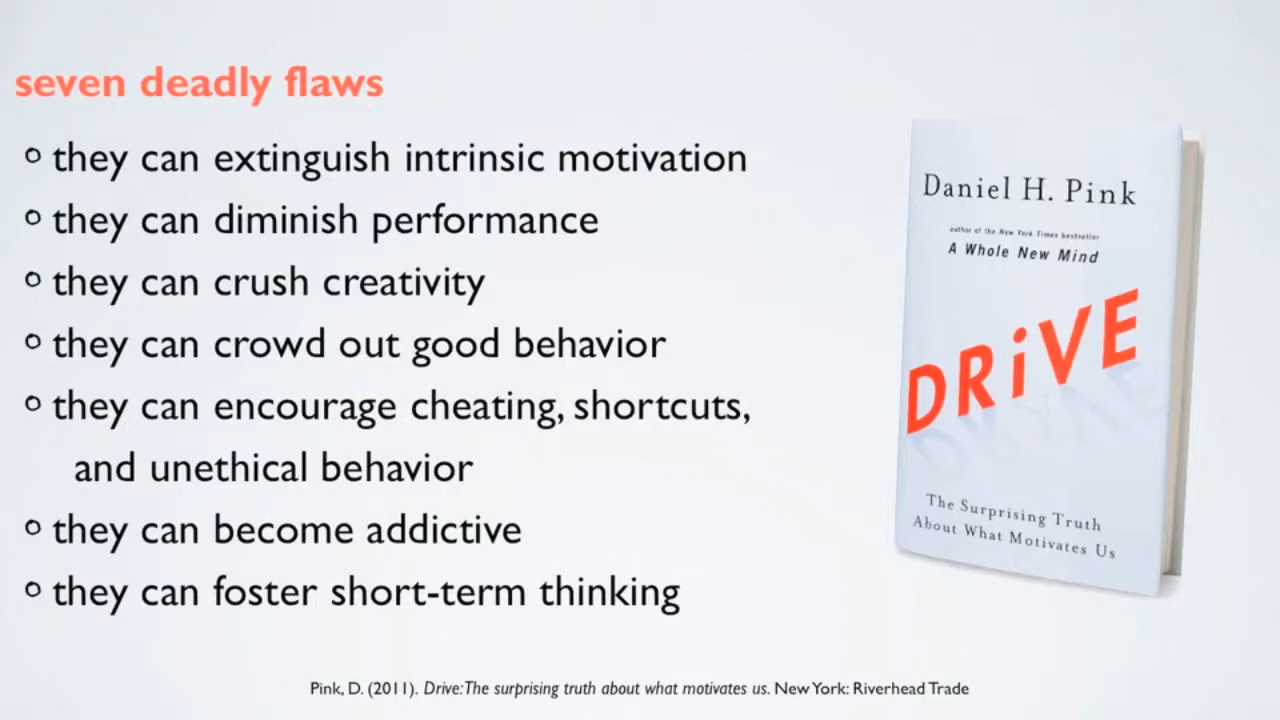 seven deadly flaws
they can extinguish intrinsic motivation
they can diminish performance
they can crush creativity
they can crowd out good behavior
they can encourage cheating, shortcuts,
and unethical behavior
they can become addictive
they can foster short-term thinking
Daniel H. Pink
author of the New York Times bestseller
A Whole New Mind
DRiVE
The Surprising Truth
About What Motivates Us
Pink, D. (2011). Drive: The surprising truth about what motivates us. New York: Riverhead Trade